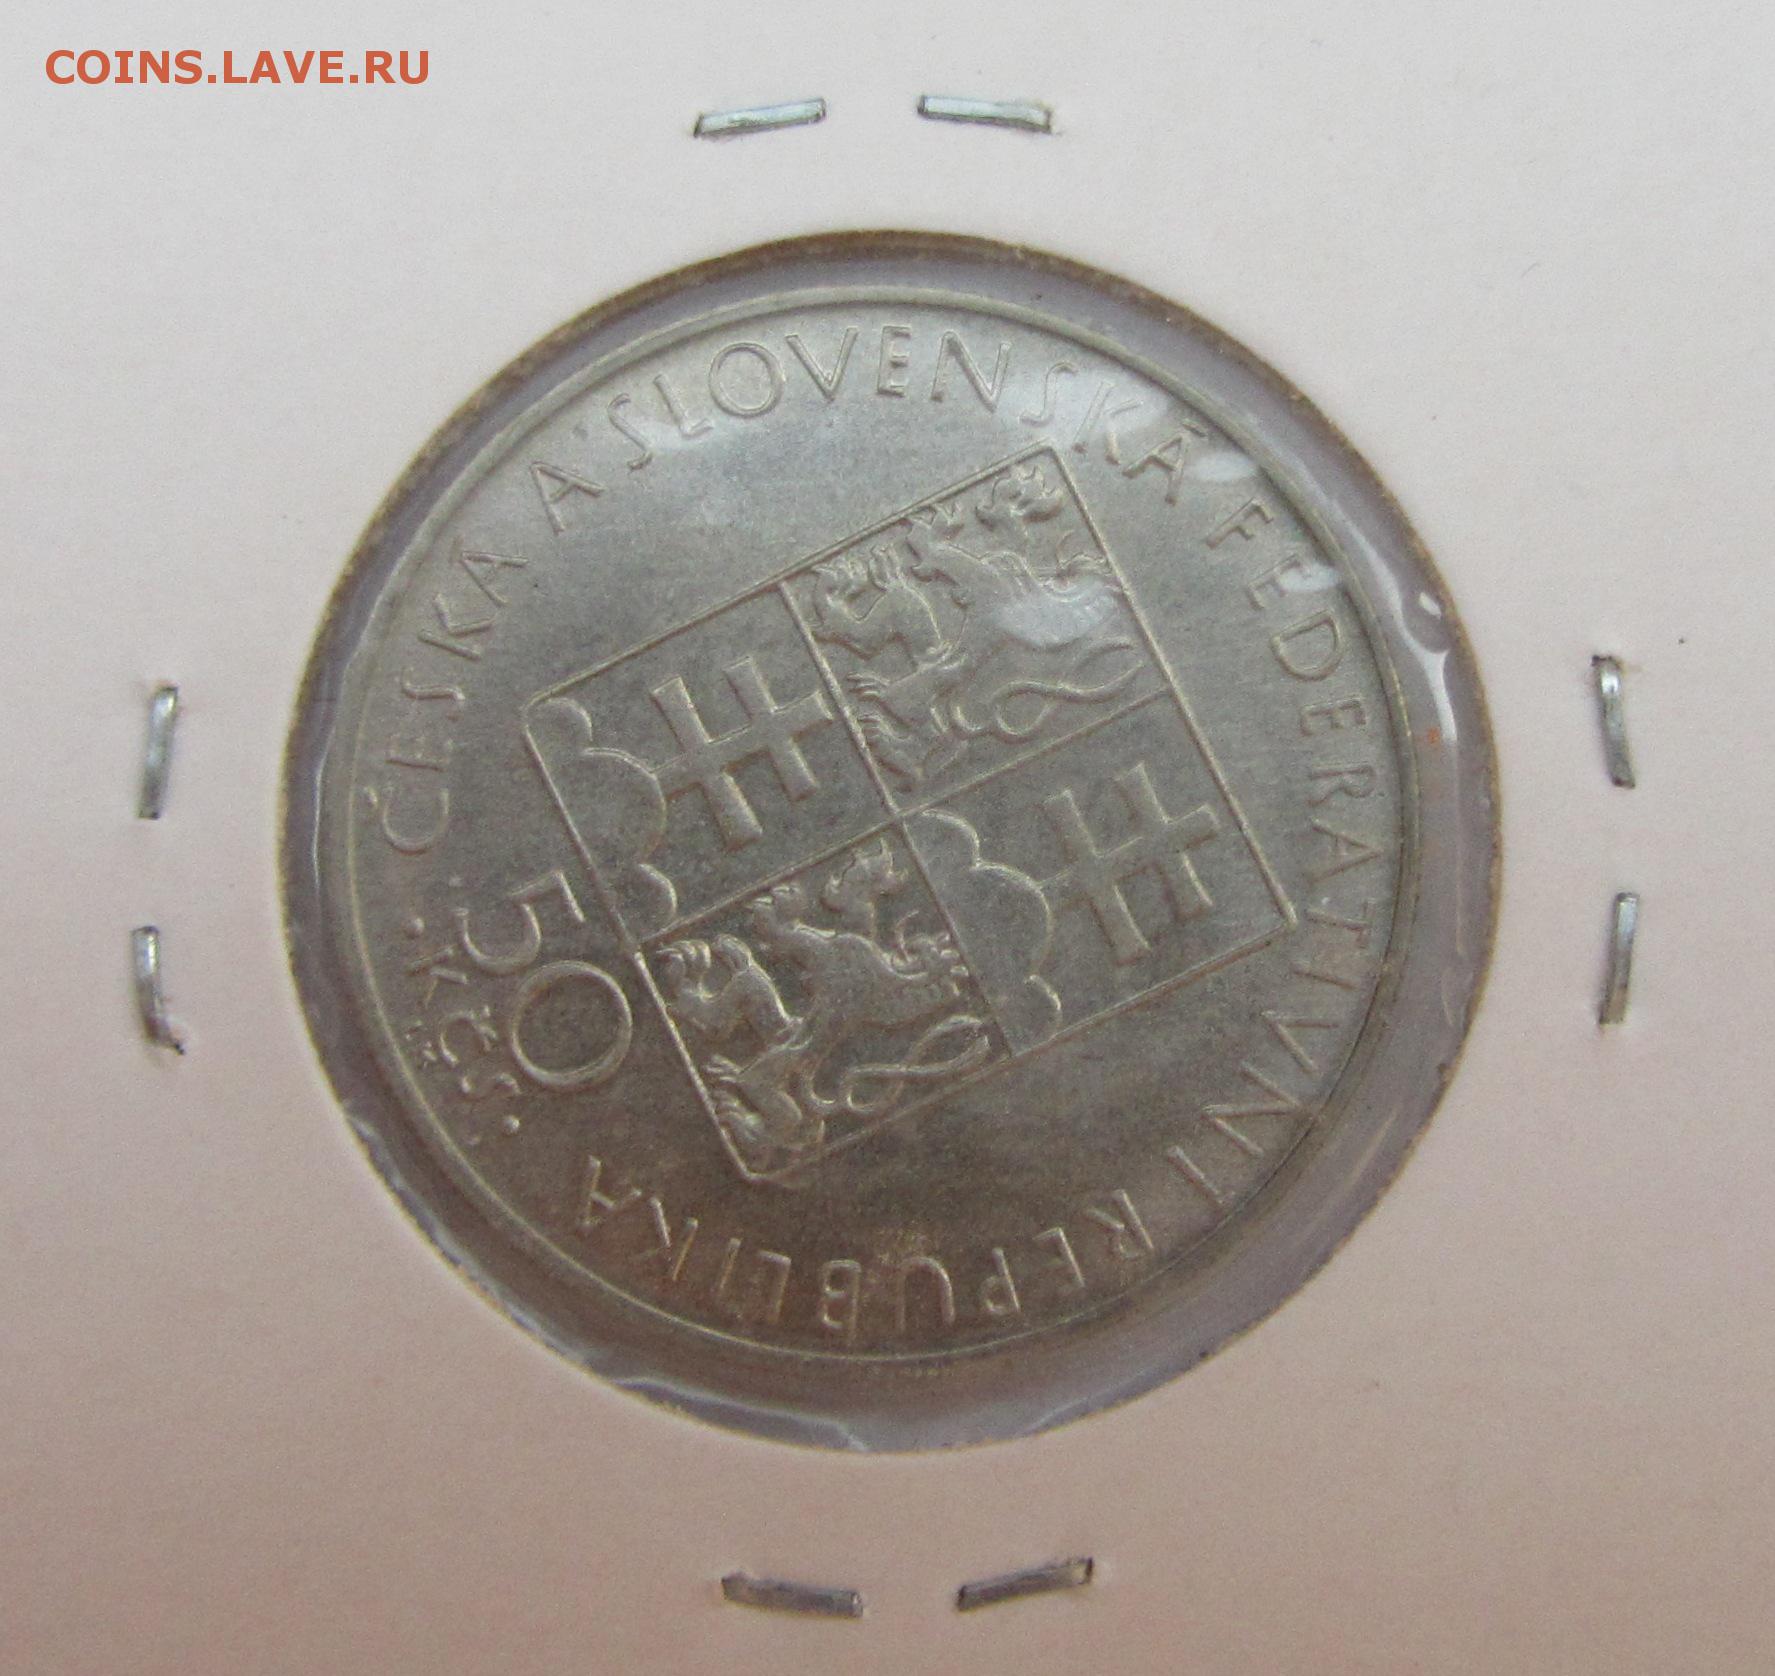 COINS.LAVE.RU
ČESKÁ A SLOVENSKÁ FEDERATIVNÍ REPUBLIKA
50
• KČS •